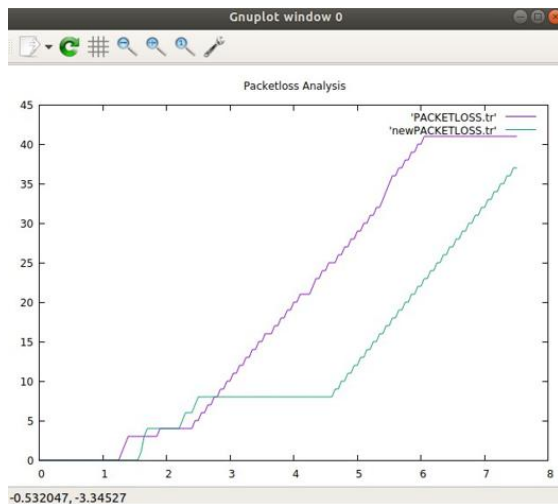 Gnuplot window 0
Packetloss Analysis
45
40
35
30
25
20
15
10
5
0
0 1 2 3 4 5 6 7 8
'PACKETLOSS.tr'
'newPACKETLOSS.tr'
-0.532047, -3.34527